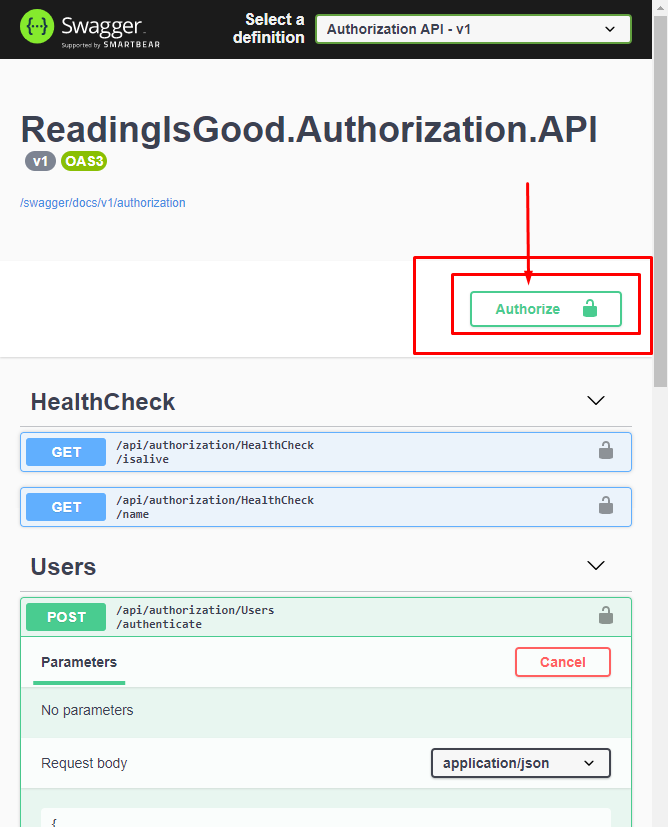 Swagger
Supported by SMARTBEAR
Select a
definition
Authorization API - v1
ReadingIsGood.Authorization.API
v1 OAS3
/swagger/docs/v1/authorization
Authorize
HealthCheck
GET /api/authorization/HealthCheck
/isalive
GET /api/authorization/HealthCheck
/name
Users
POST /api/authorization/Users
/authenticate
Parameters Cancel
No parameters
Request body application/json
{